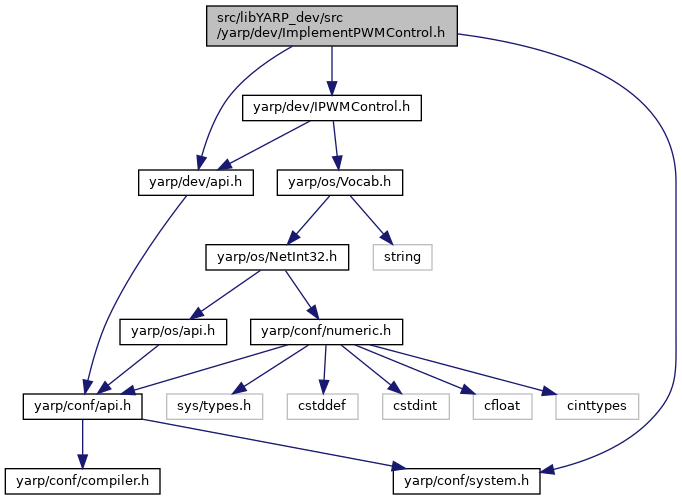 src/libYARP_dev/src
/yarp/dev/ImplementPWMControl.h
yarp/dev/IPWMControl.h
yarp/dev/api.h
yarp/os/Vocab.h
yarp/os/NetInt32.h
string
yarp/os/api.h
yarp/conf/numeric.h
yarp/conf/api.h
sys/types.h
cstddef
cstdint
cfloat
cinttypes
yarp/conf/compiler.h
yarp/conf/system.h